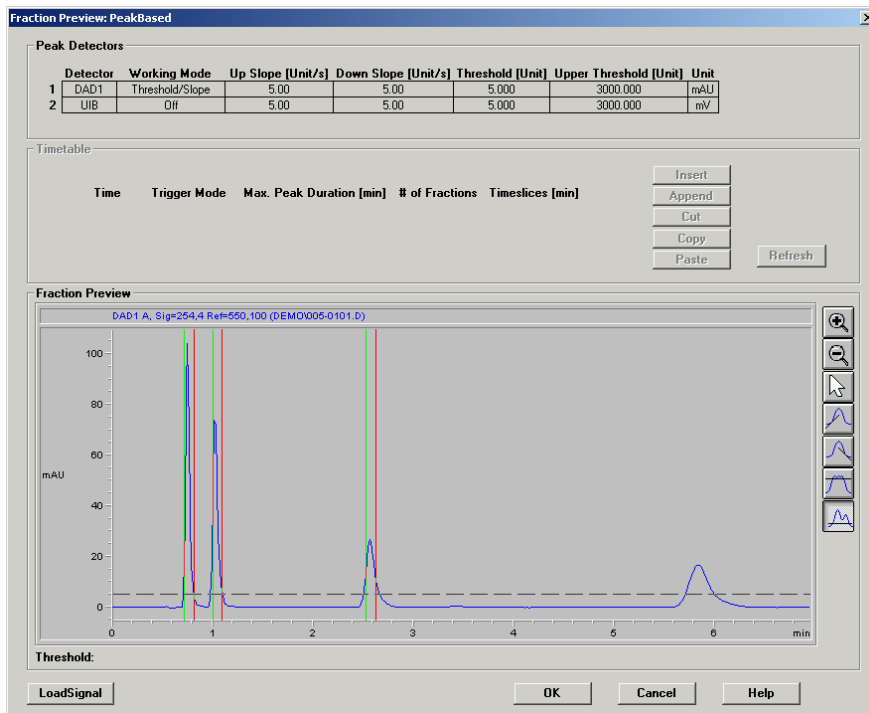 Fraction Preview: PeakBased
Peak Detectors
Detector Working Mode Up Slope [Unit/s] Down Slope [Unit/s] Threshold [Unit] Upper Threshold [Unit] Unit
1 DAD1 Threshold/Slope 5.00 5.00 5.000 3000.000 mAU
2 UIB Off 5.00 5.00 5.000 3000.000 mV
Timetable
Time Trigger Mode Max. Peak Duration [min] # of Fractions Timeslices [min]
Insert
Append
Cut
Copy
Paste
Refresh
Fraction Preview
DAD1 A, Sig=254,4 Ref=550,100 (DEMO\005-0101.D)
100
80
60
mAU
40
20
0
0 1 2 3 4 5 6 min
Threshold:
LoadSignal OK Cancel Help